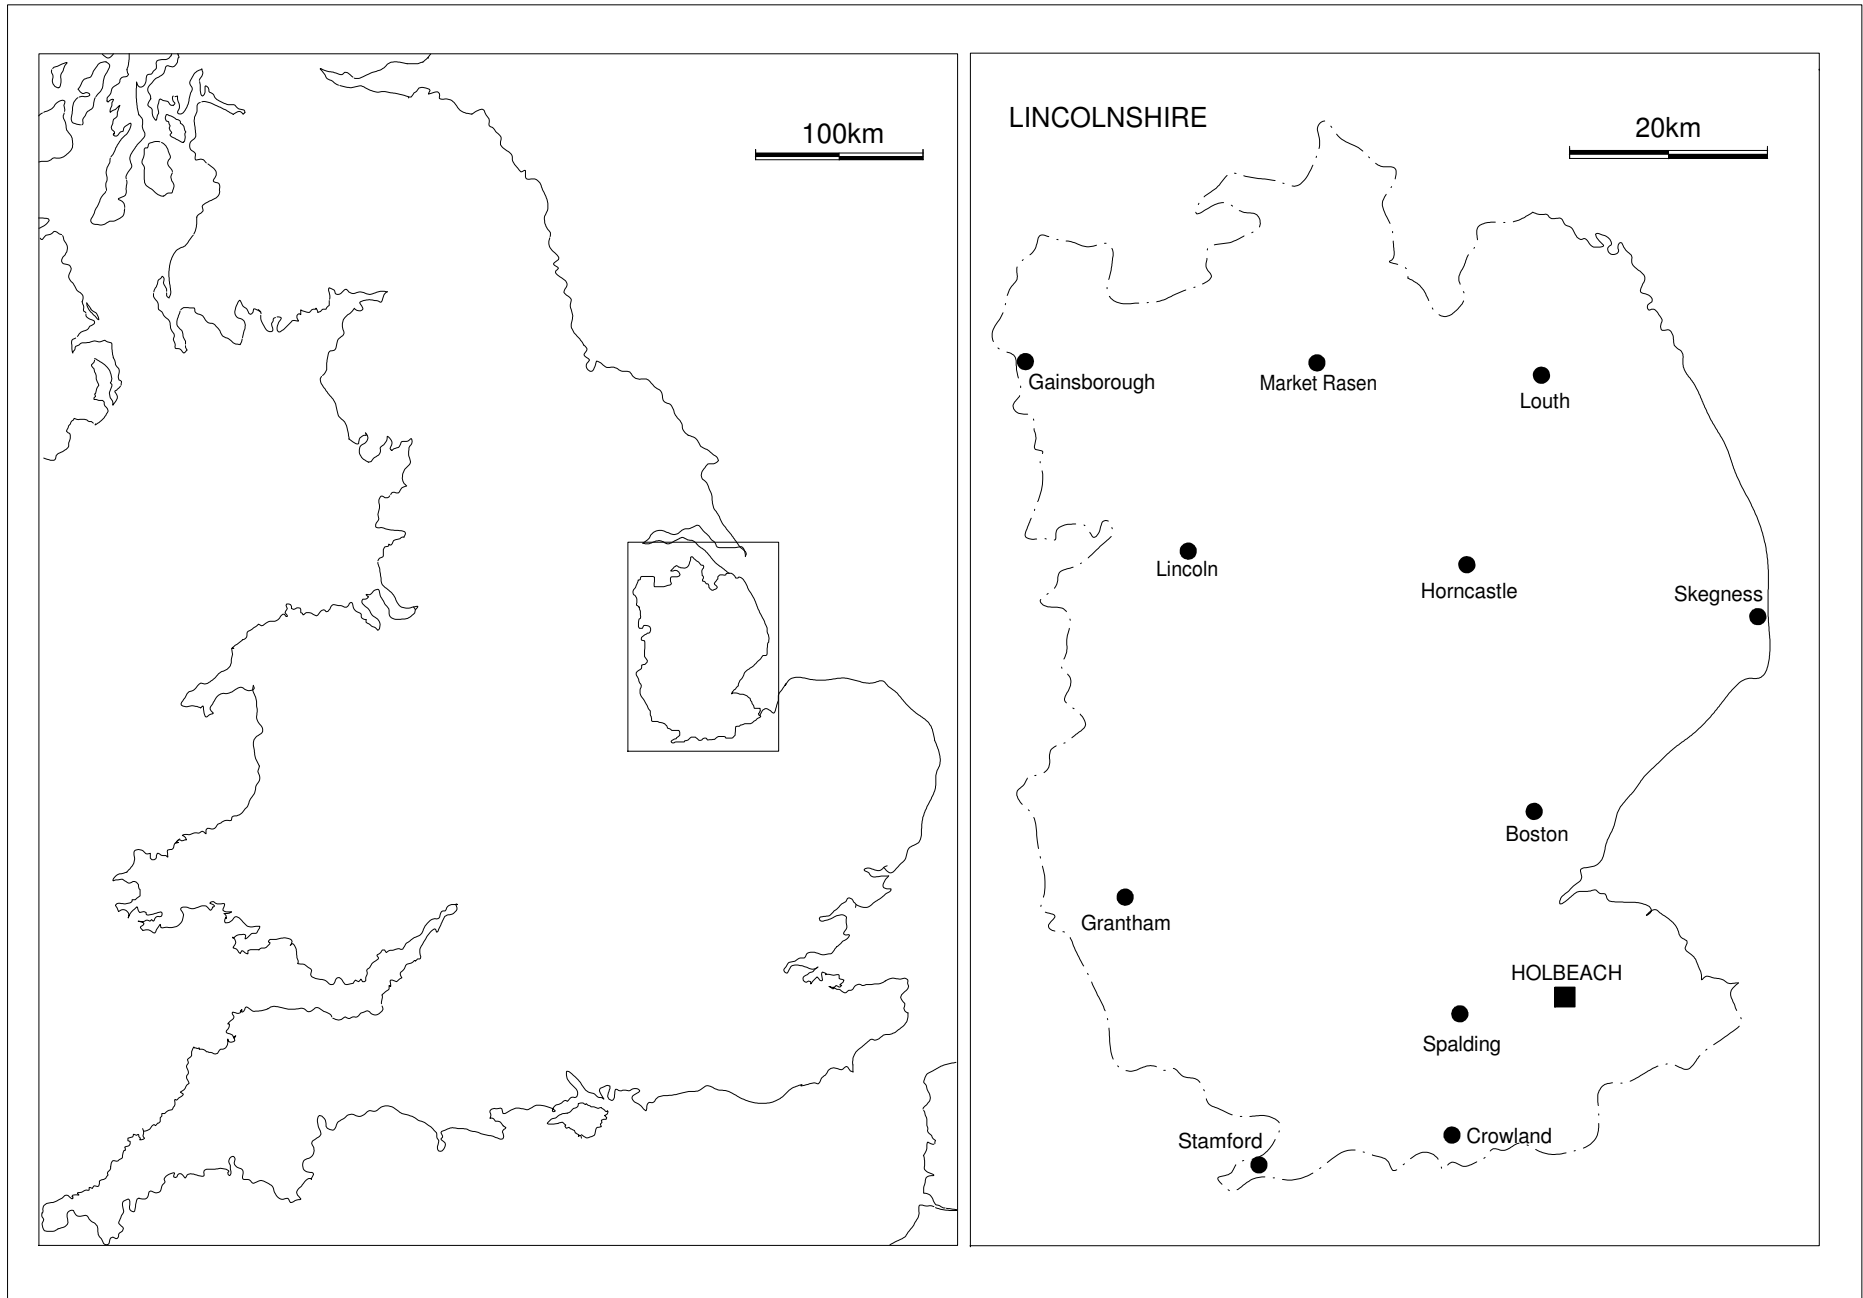 100km
LINCOLNSHIRE
20km
Gainsborough
Market Rasen
Louth
Lincoln
Horncastle
Skegness
Boston
Grantham
HOLBEACH
Spalding
Crowland
Stamford